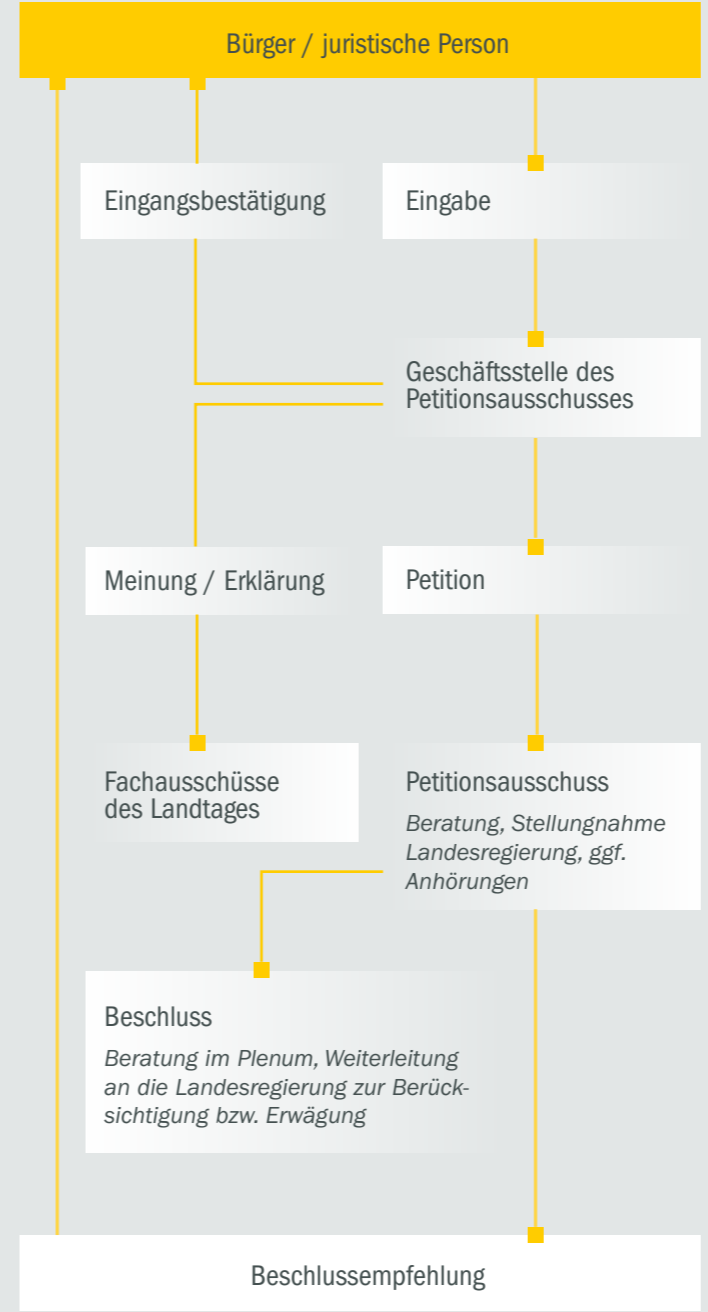 Bürger / juristische Person
Eingangsbestätigung
Eingabe
Geschäftsstelle des
Petitionsausschusses
Meinung / Erklärung
Petition
Fachausschüsse
des Landtages
Petitionsausschuss
Beratung, Stellungnahme
Landesregierung, ggf.
Anhörungen
Beschluss
Beratung im Plenum, Weiterleitung
an die Landesregierung zur Berück-
sichtigung bzw. Erwägung
Beschlussempfehlung